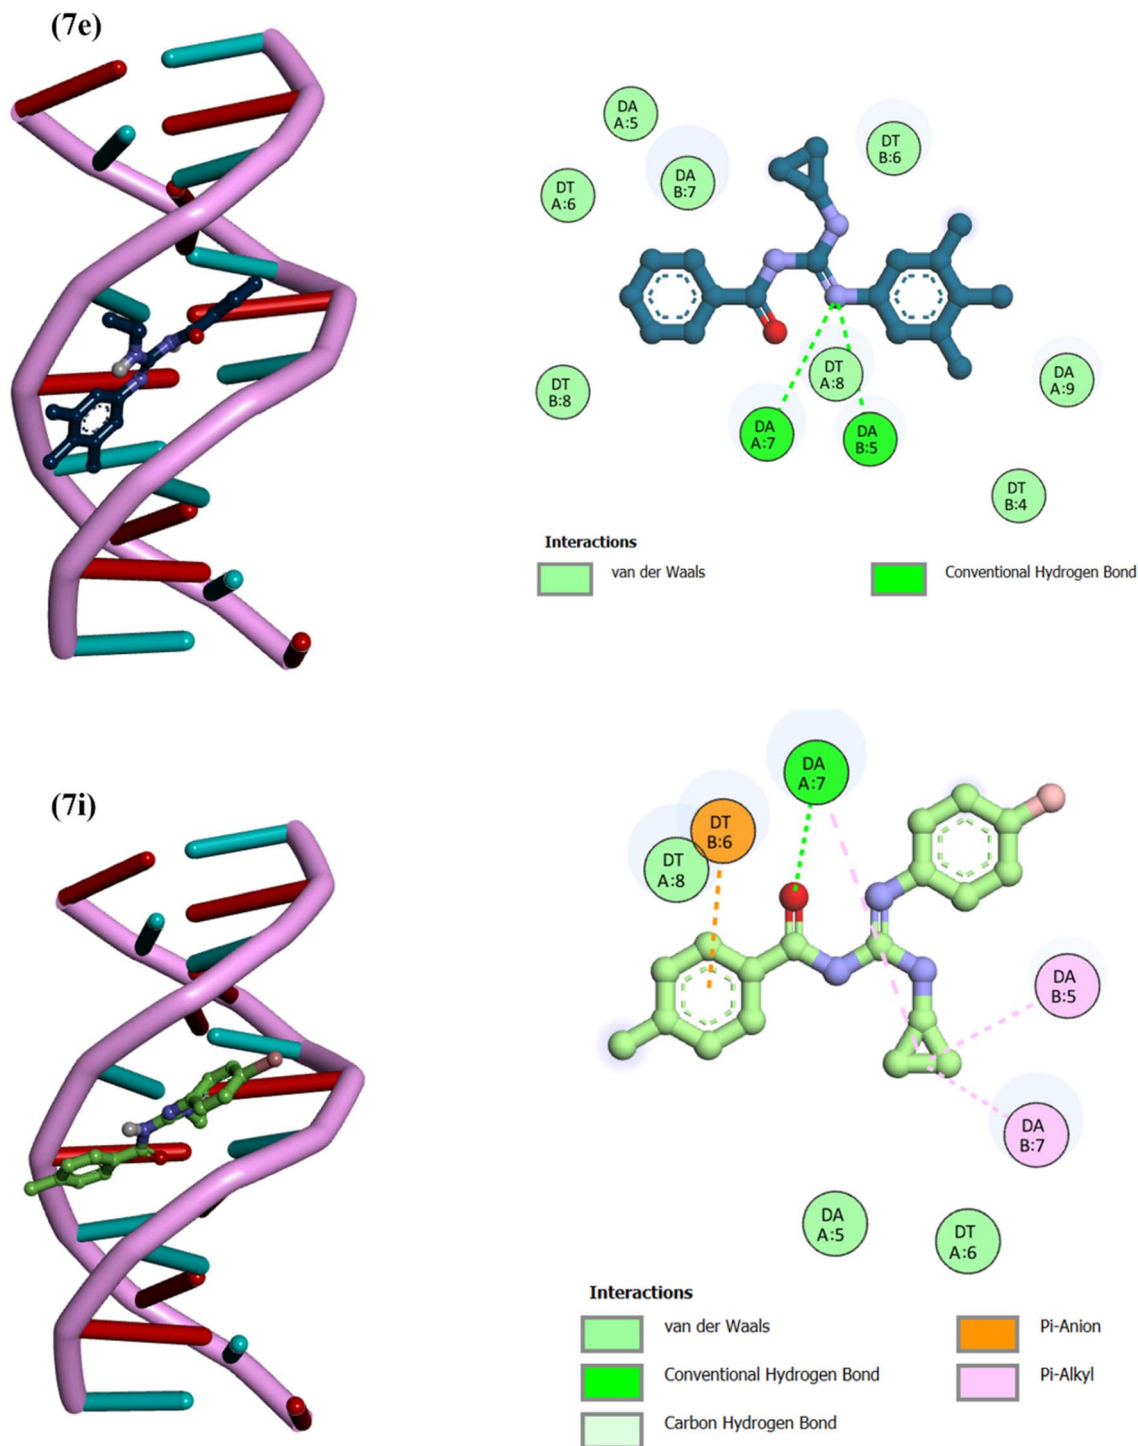 (7e)
DA
A:5
DT
B:6
DA
B:7
DT
A:6
DT
A:8
DA
A:9
DT
B:8
DA
A:7
DA
B:5
DT
B:4
Interactions
van der Waals
Conventional Hydrogen Bond
(7i)
DA
A:7
DT
B:6
DT
A:8
DA
B:5
DA
B:7
DA
A:5
DT
A:6
Interactions
van der Waals
Pi-Anion
Conventional Hydrogen Bond
Pi-Alkyl
Carbon Hydrogen Bond